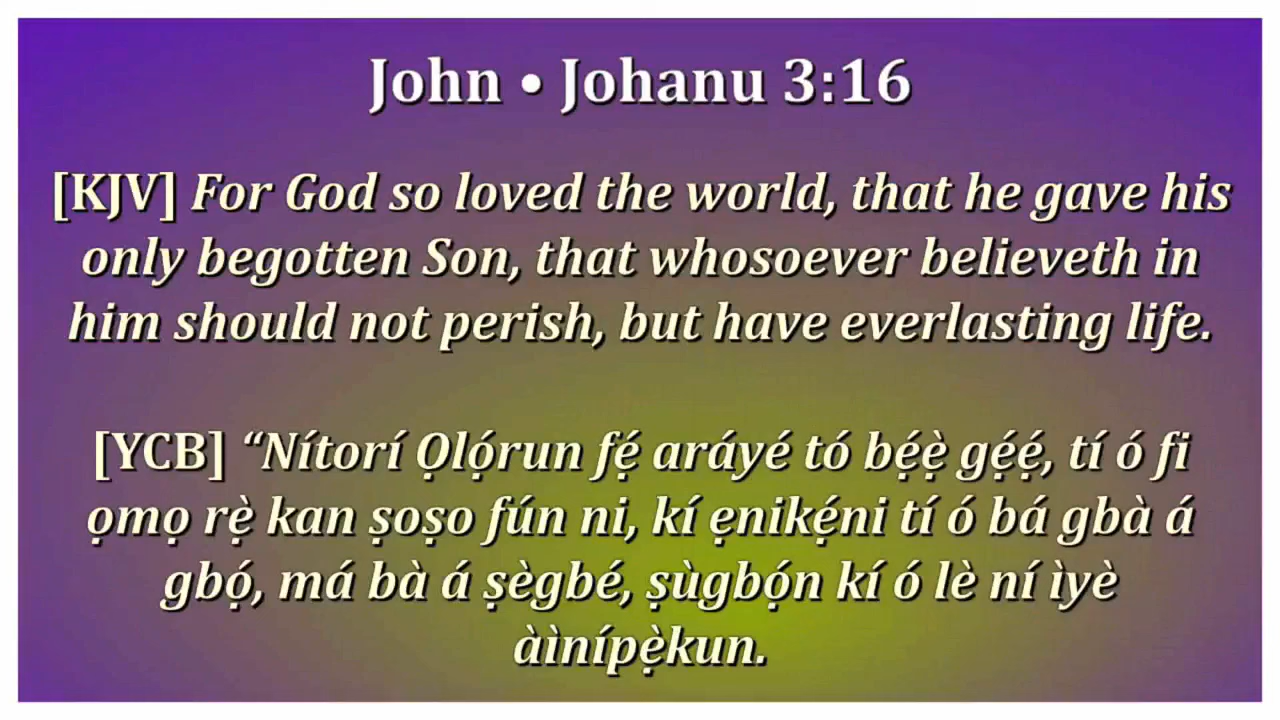 John • Johanu 3:16
[KJV] For God so loved the world, that he gave his
only begotten Son, that whosoever believeth in
him should not perish, but have everlasting life.
[YCB] “Nítorí Ọlọ́run fẹ́ aráyé tó bẹ́ẹ̀ gẹ́ẹ́, tí ó fi
ọmọ rẹ̀ kan ṣoṣo fún ni, kí ẹnikẹ́ni tí ó bá gbà á
gbọ́, má bà á ṣègbé, ṣùgbọ́n kí ó lè ní ìyè
àìnípẹ̀kun.